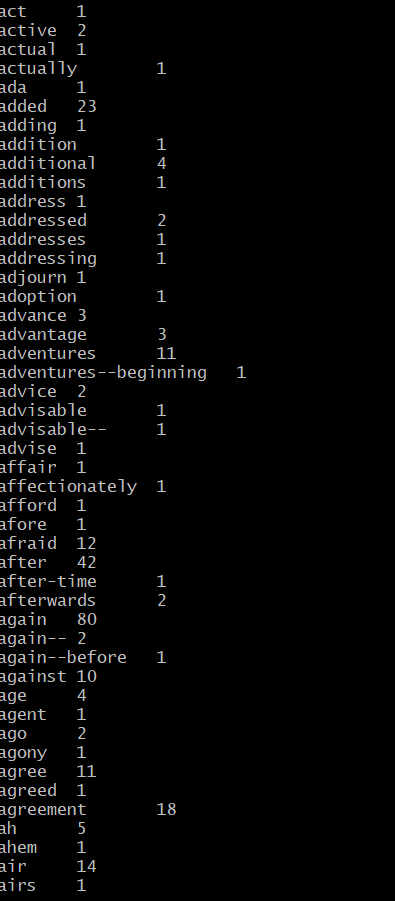 act 1
active 2
actual 1
actually 1
ada 1
added 23
adding 1
addition 1
additional 4
additions 1
address 1
addressed 2
addresses 1
addressing 1
adjourn 1
adoption 1
advance 3
advantage 3
adventures 11
adventures--beginning 1
advice 2
advisable 1
advisable-- 1
advise 1
affair 1
affectionately 1
afford 1
afore 1
afraid 12
after 42
after-time 1
afterwards 2
again 80
again-- 2
again--before 1
against 10
age 4
agent 1
ago 2
agony 1
agree 11
agreed 1
agreement 18
ah 5
ahem 1
air 14
airs 1